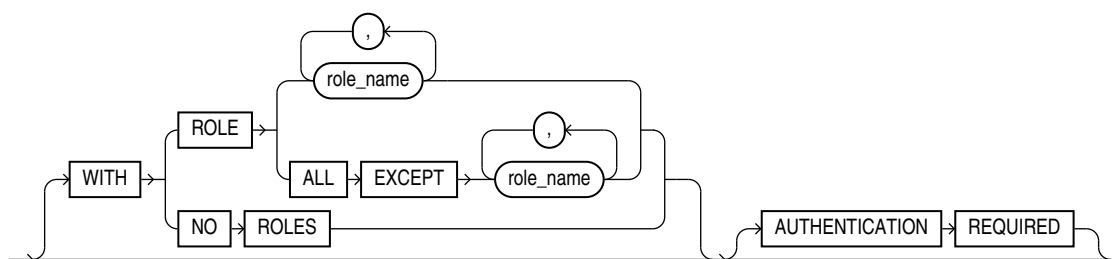 ,
role_name
ROLE
,
ALL EXCEPT role_name
WITH
NO ROLES
AUTHENTICATION REQUIRED